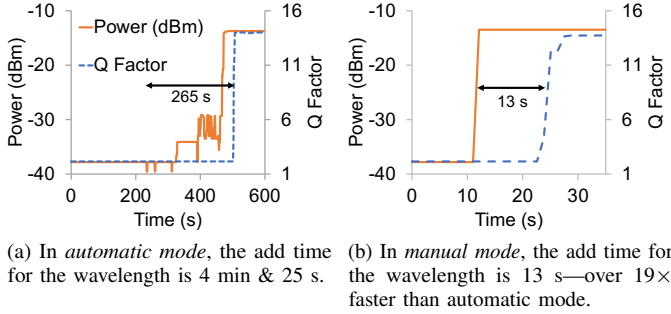 -10
-20
-30
-40
Power (dBm)
Power (dBm)
Q Factor
265 s
16
11
6
1
Q Factor
0 200 400 600
Time (s)
-10
-20
-30
-40
Power (dBm)
13 s
16
11
6
1
Q Factor
0 10 20 30
Time (s)
(a) In automatic mode, the add time
for the wavelength is 4 min & 25 s.
(b) In manual mode, the add time for
the wavelength is 13 s—over 19×
faster than automatic mode.